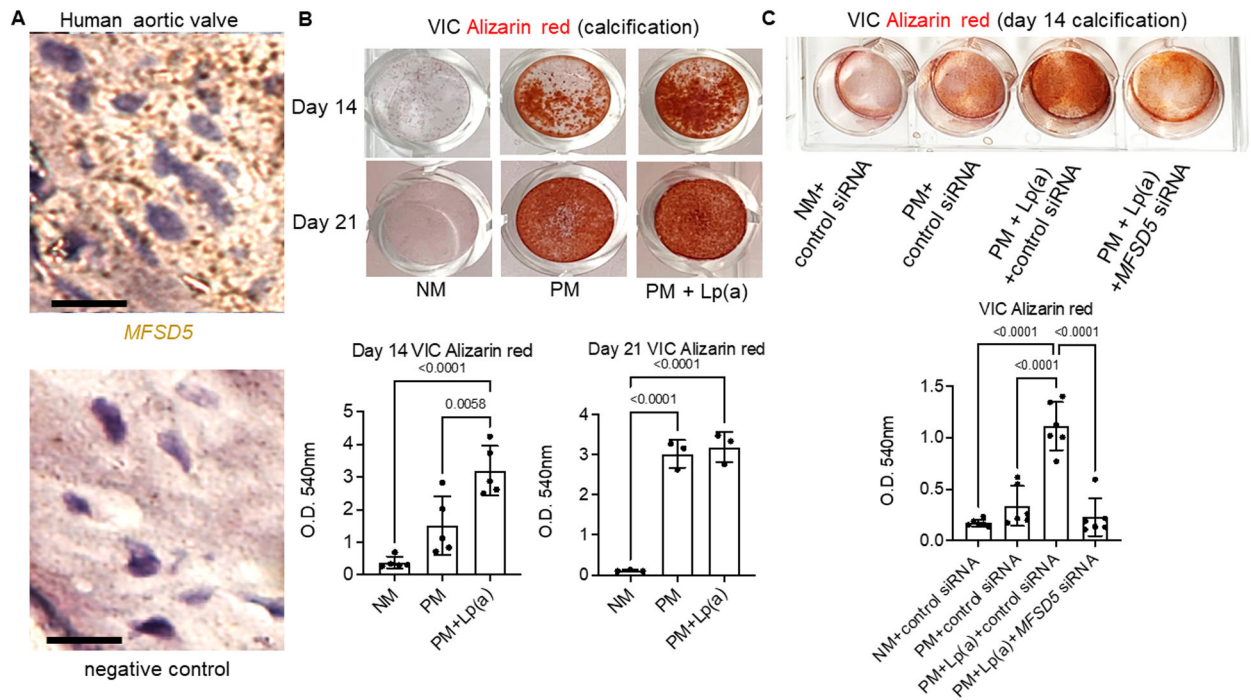 A
Human aortic valve
MFSD5
negative control
B
VIC Alizarin red (calcification)
Day 14
Day 21
NM
PM
PM + Lp(a)
Day 14 VIC Alizarin red
<0.0001
0.0058
5
4
3
2
1
0
O.D. 540nm
NM
PM
PM+Lp(a)
Day 21 VIC Alizarin red
<0.0001
<0.0001
4
3
2
1
0
O.D. 540nm
NM
PM
PM+Lp(a)
C
VIC Alizarin red (day 14 calcification)
NM+
control siRNA
PM+
control siRNA
PM + Lp(a)
+control siRNA
PM + Lp(a)
+MFSD5 siRNA
VIC Alizarin red
<0.0001
<0.0001
<0.0001
1.5
1.0
0.5
0.0
O.D. 540nm
NM+control siRNA
PM+control siRNA
PM+Lp(a)+control siRNA
PM+Lp(a)+MFSD5 siRNA